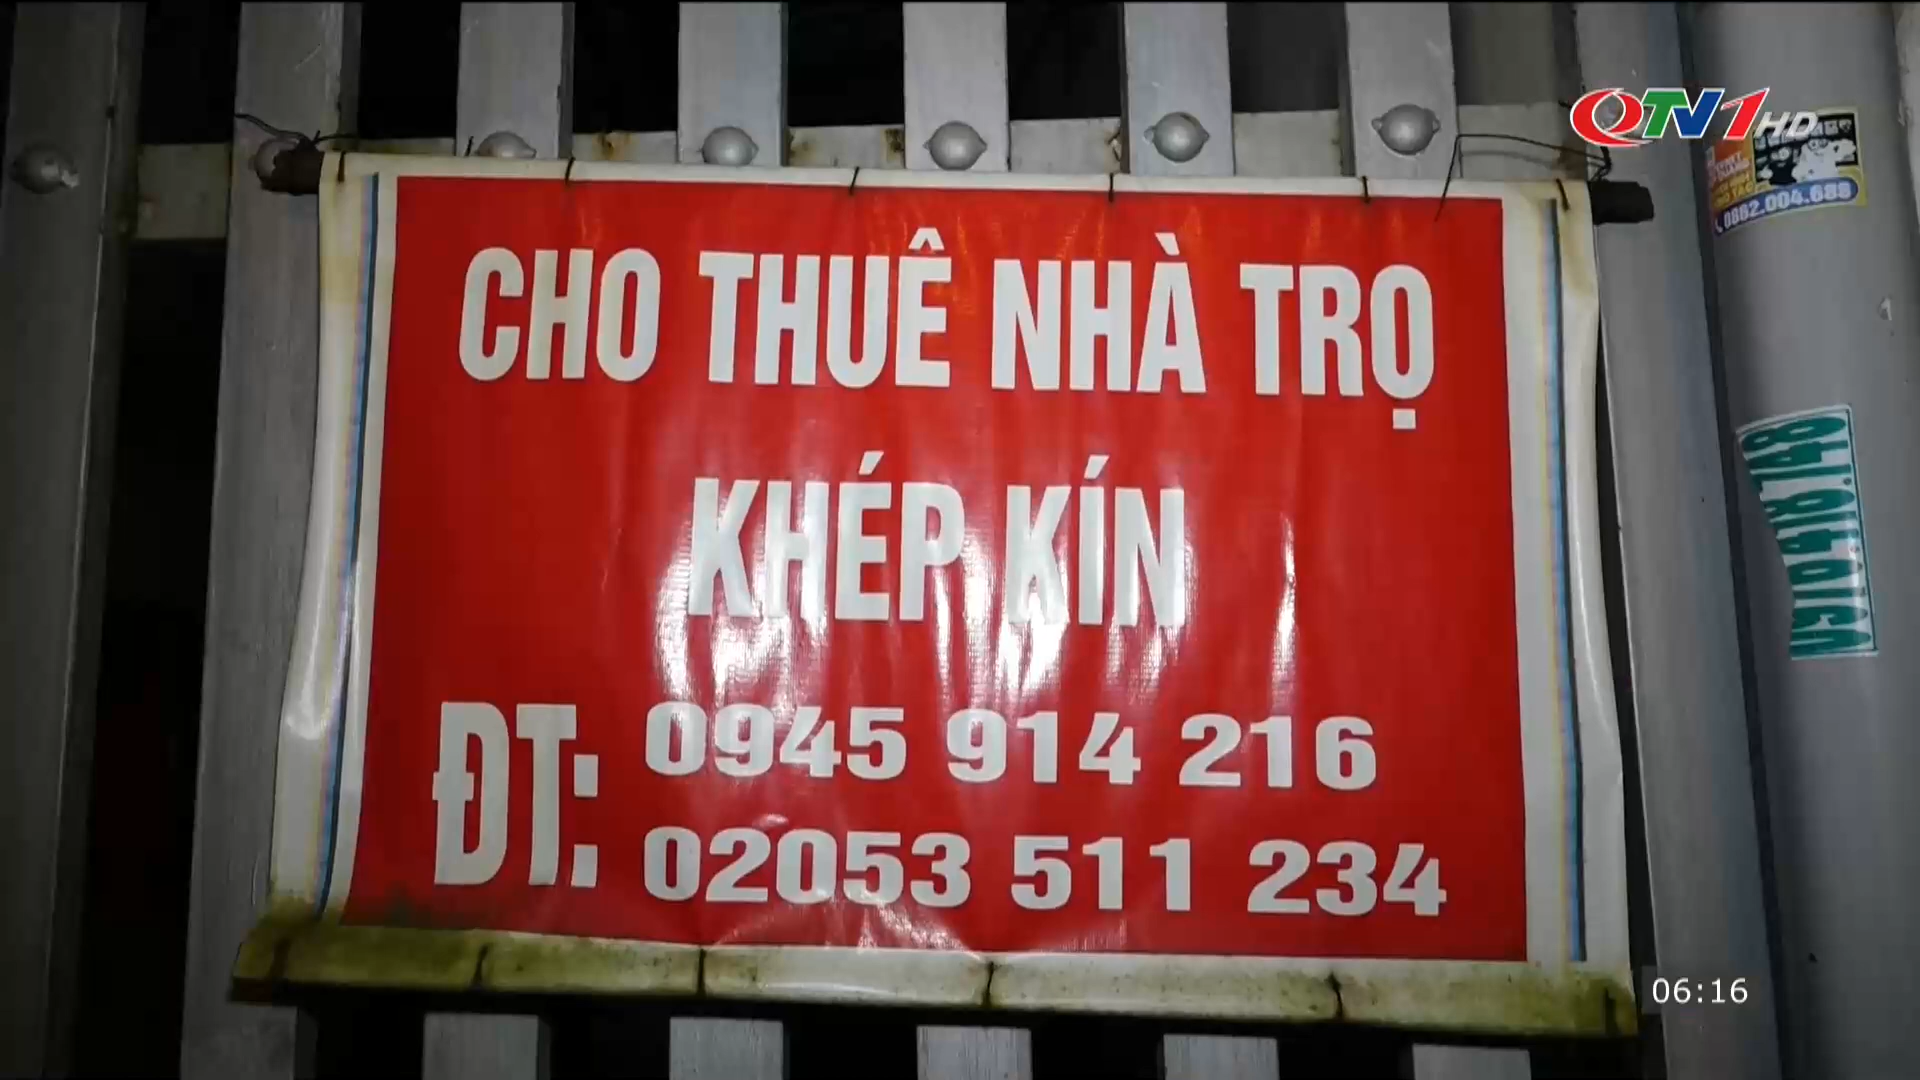 QTV1 HD
CHO THUÊ NHÀ TRỌ
KHÉP KÍN
ĐT: 0945 914 216
02053 511 234
06:16